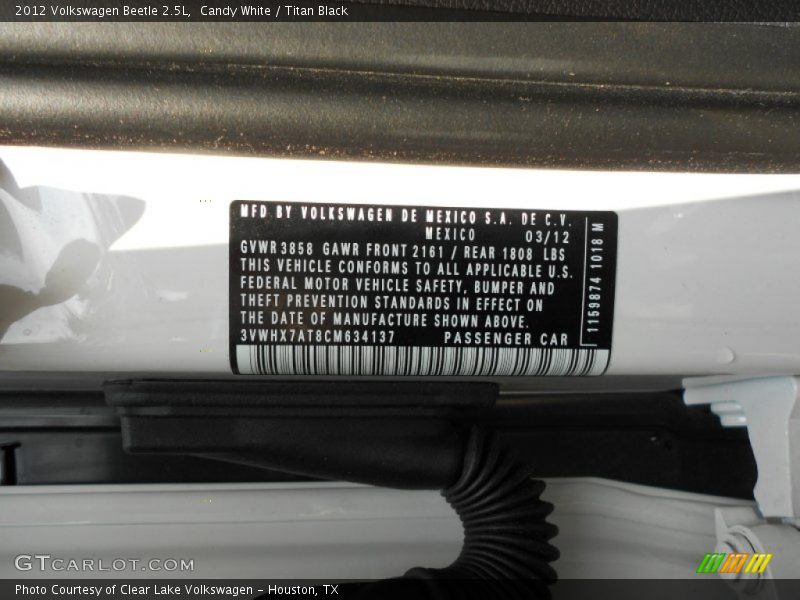 2012 Volkswagen Beetle 2.5L, Candy White / Titan Black
MFD BY VOLKSWAGEN DE MEXICO S.A. DE C.V.
MEXICO 03/12
GVWR 3858 GAWR FRONT 2161 / REAR 1808 LBS
THIS VEHICLE CONFORMS TO ALL APPLICABLE U.S.
FEDERAL MOTOR VEHICLE SAFETY, BUMPER AND
THEFT PREVENTION STANDARDS IN EFFECT ON
THE DATE OF MANUFACTURE SHOWN ABOVE.
3VWHX7AT8CM634137 PASSENGER CAR
1159874 1018 M
GTCARLOT.COM
Photo Courtesy of Clear Lake Volkswagen – Houston, TX